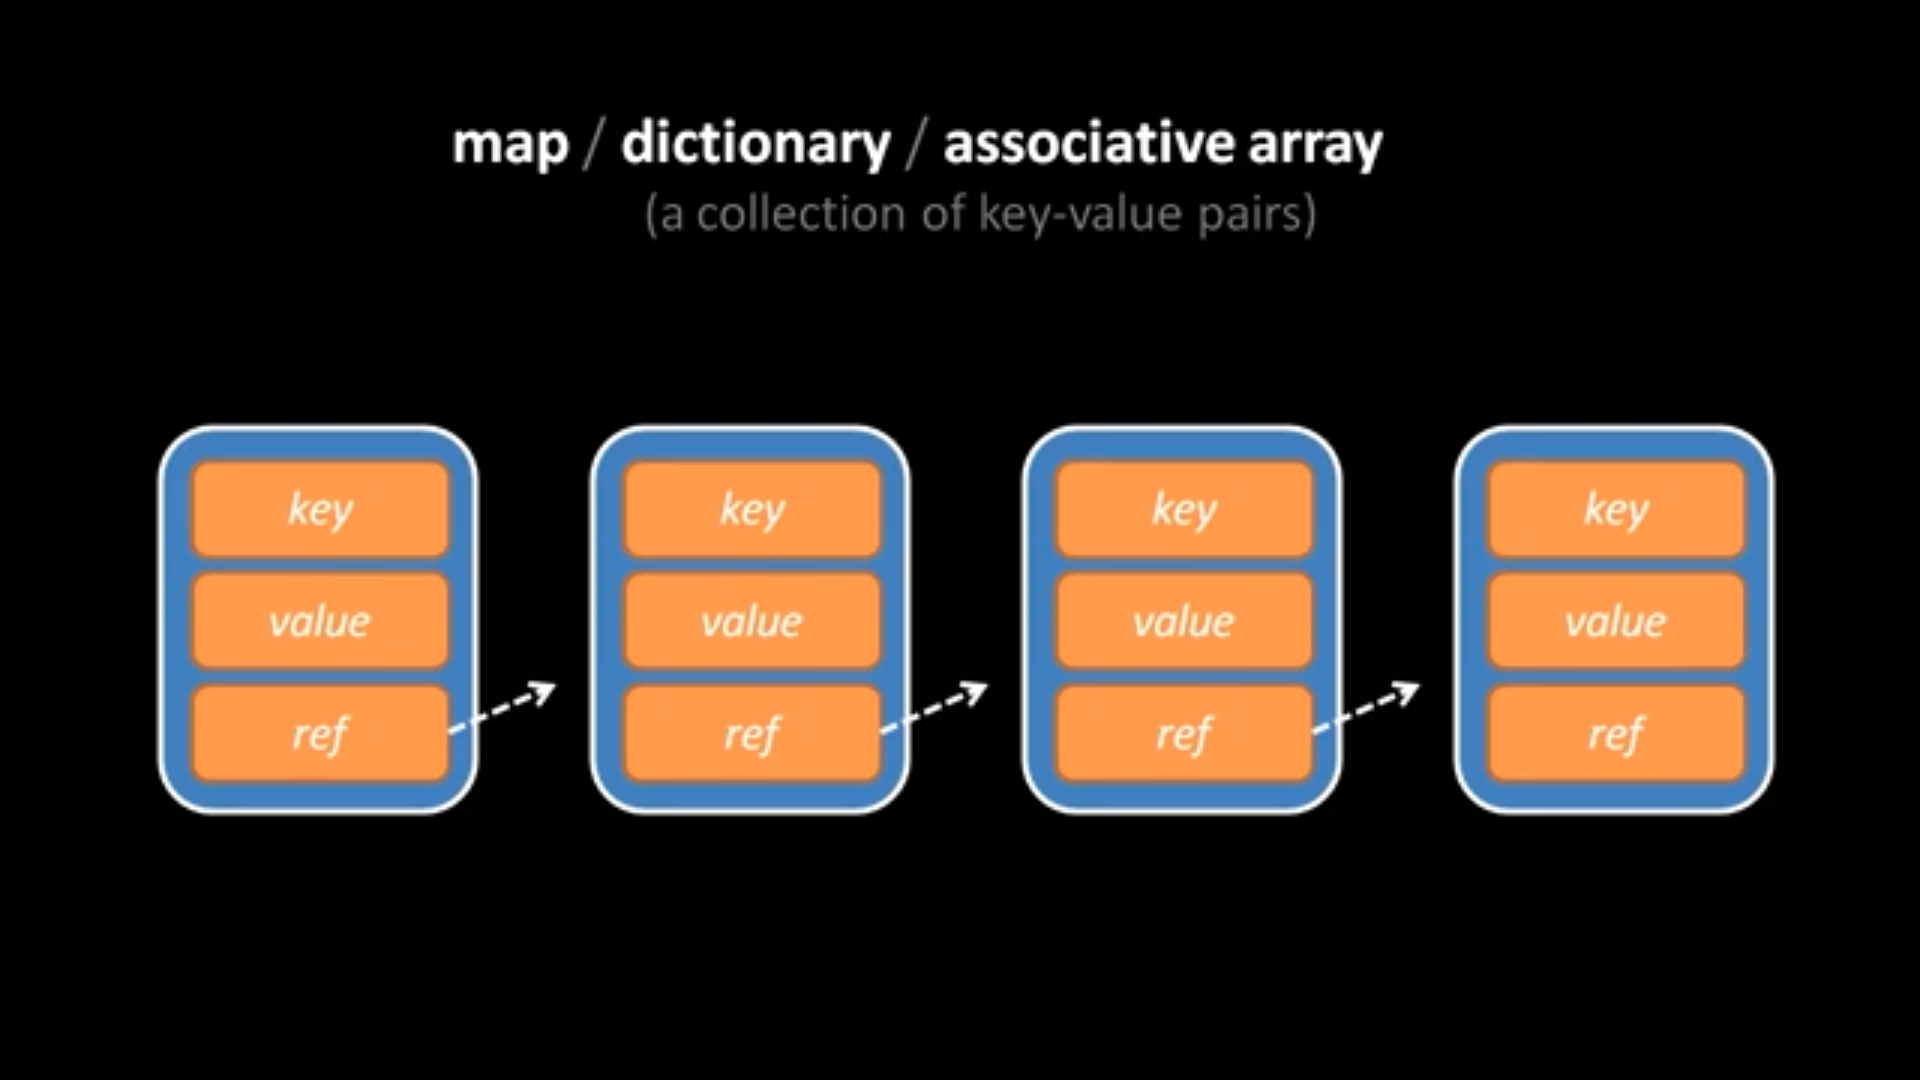 map / dictionary / associative array
(a collection of key-value pairs)
key key key key
value value value value
ref ref ref ref